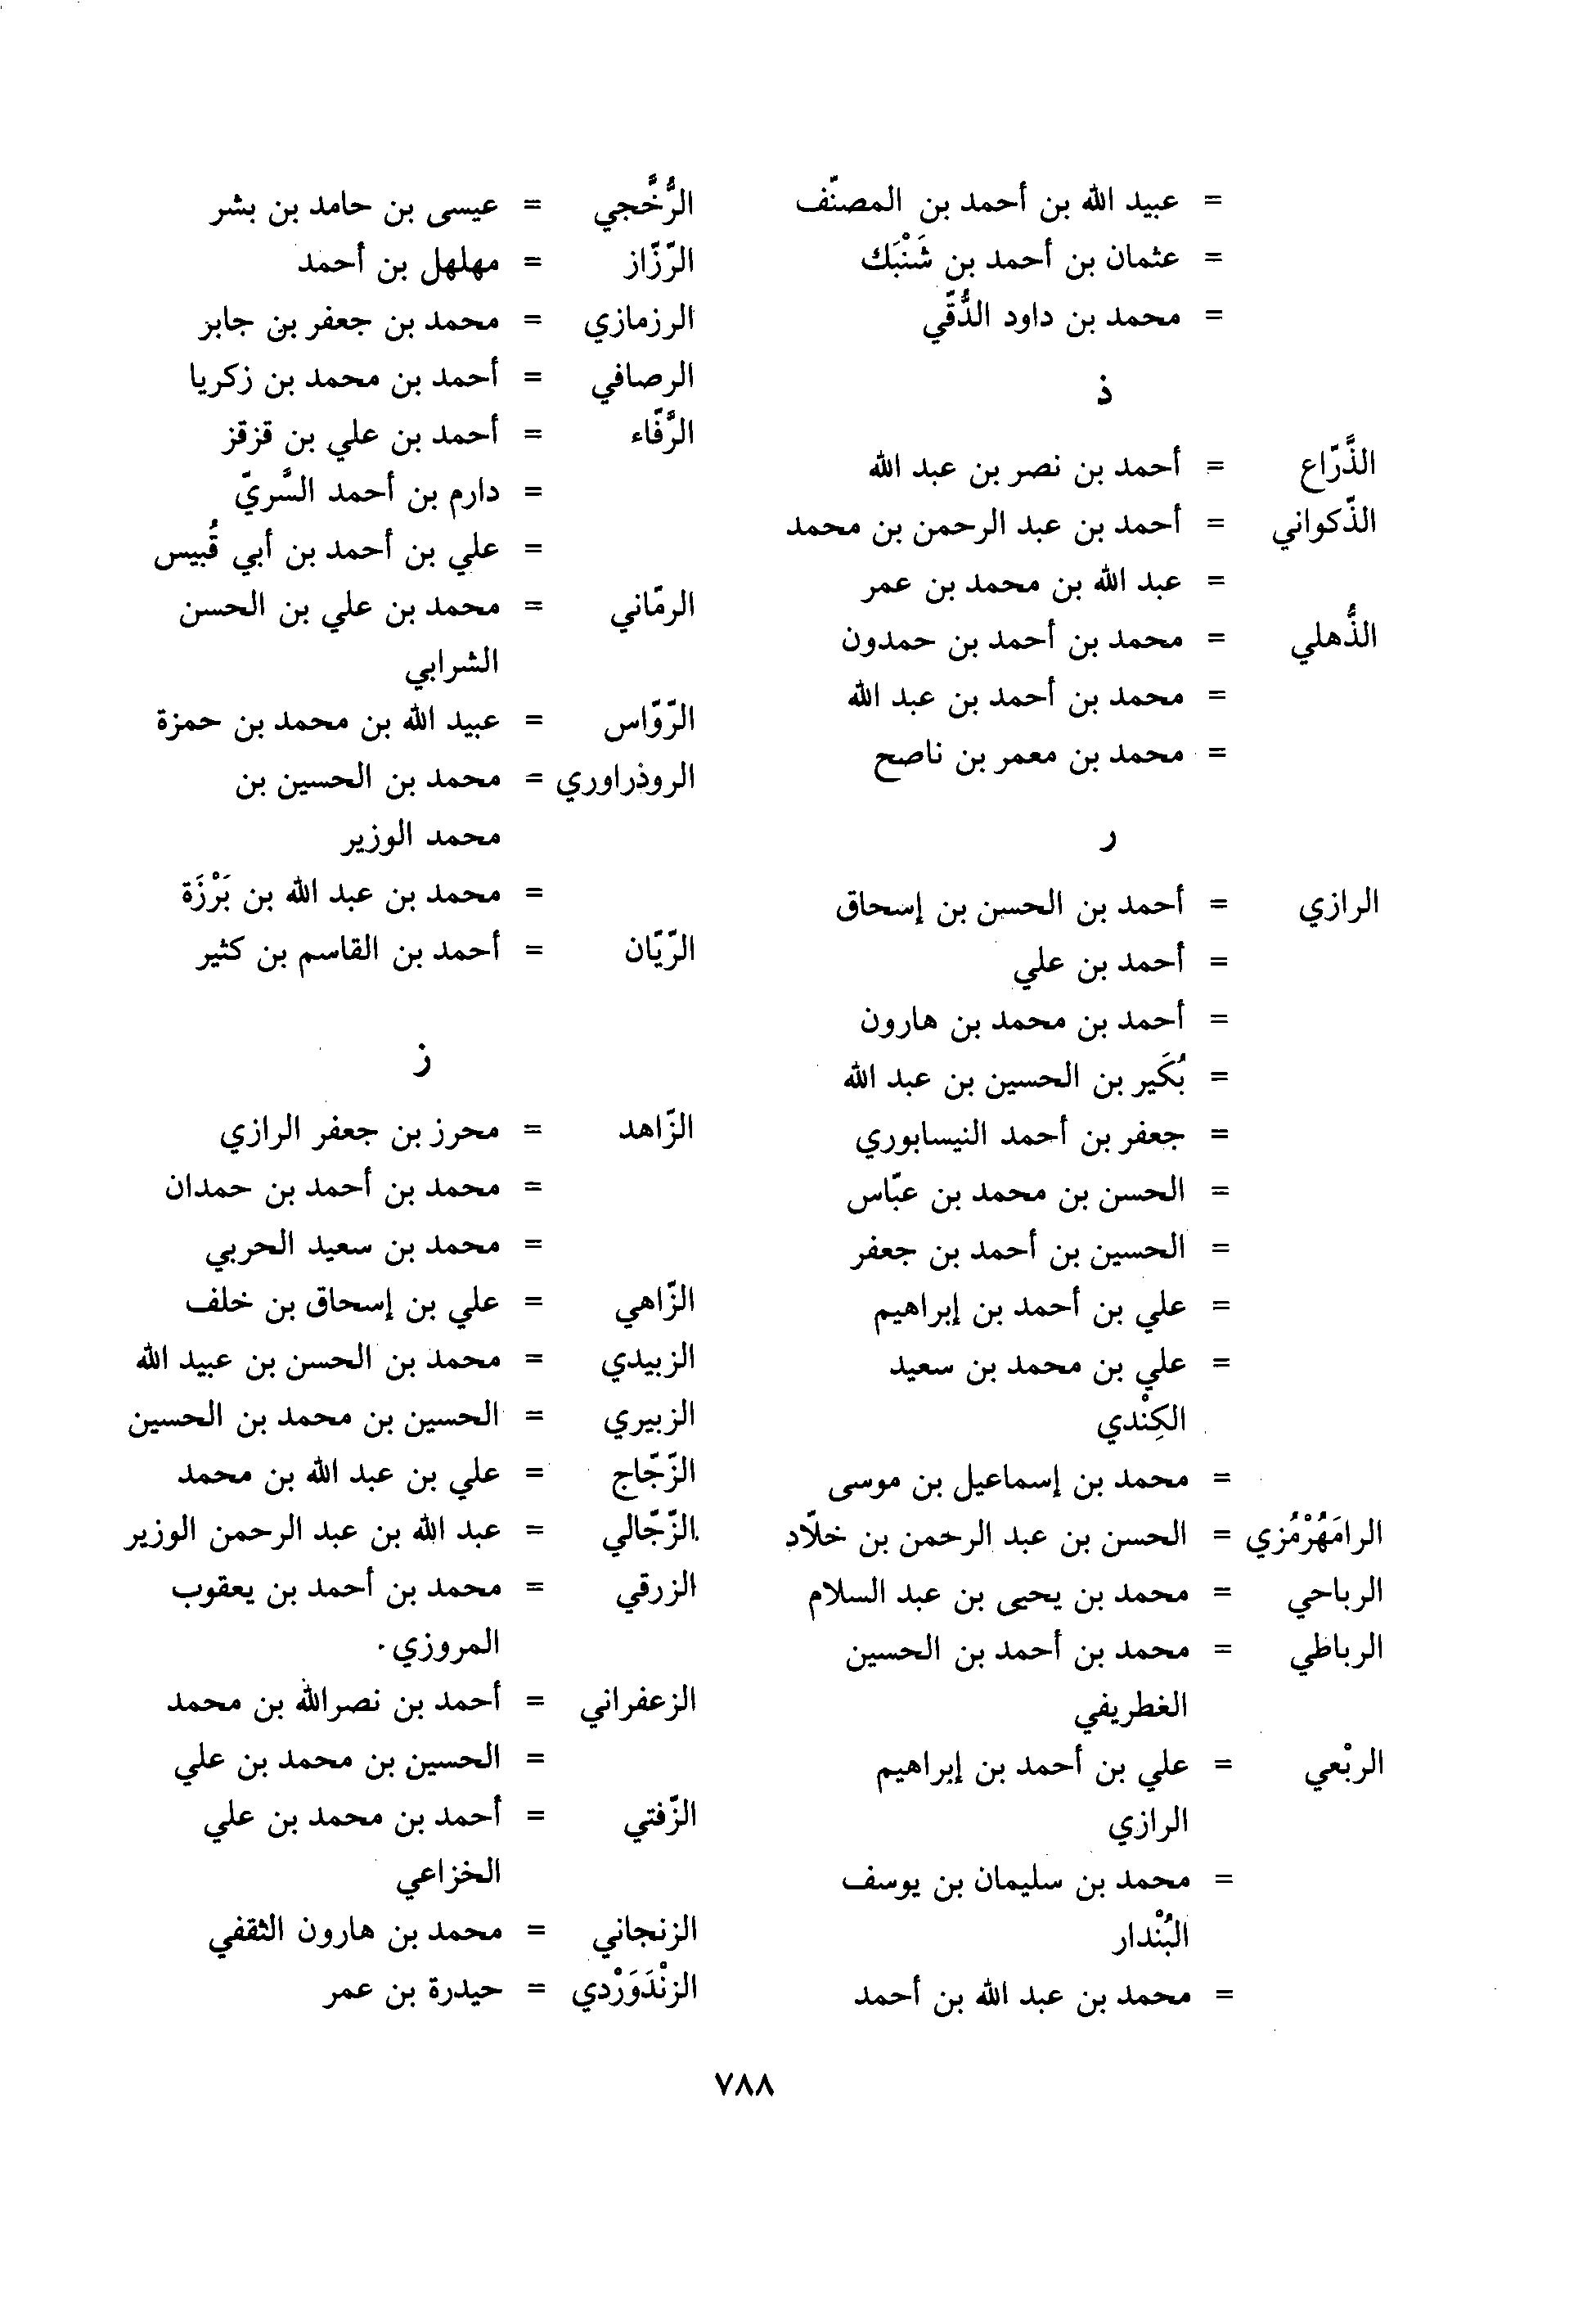 = عبيد الله بن أحمد بن المصنّف
= عثمان بن أحمد بن شَنْبَك
= محمد بن داود الدُّقّي
ذ
الذَّرّاع = أحمد بن نصر بن عبد الله
الذّكواني = أحمد بن عبد الرحمن بن محمد
= عبد الله بن محمد بن عمر
الذُّهلي = محمد بن أحمد بن حمدون
= محمد بن أحمد بن عبد الله
= محمد بن معمر بن ناصح
ر
الرازي = أحمد بن الحسن بن إسحاق
= أحمد بن علي
= أحمد بن محمد بن هارون
= بُكَير بن الحسين بن عبد الله
= جعفر بن أحمد النيسابوري
= الحسن بن محمد بن عبّاس
= الحسين بن أحمد بن جعفر
= علي بن أحمد بن إبراهيم
= علي بن محمد بن سعيد
الكِنْدي
= محمد بن إسماعيل بن موسى
الرامَهُرْمُزي = الحسن بن عبد الرحمن بن خلّاد
الرباحي = محمد بن يحيى بن عبد السلام
الرباطي = محمد بن أحمد بن الحسين
الغطريفي
الربْعي = علي بن أحمد بن إبراهيم
الرازي
= محمد بن سليمان بن يوسف
البُنْدار
= محمد بن عبد الله بن أحمد
الرُّخَّجي = عيسى بن حامد بن بشر
الرّزّاز = مهلهل بن أحمد
الرزمازي = محمد بن جعفر بن جابر
الرصافي = أحمد بن محمد بن زكريا
الرَّفّاء = أحمد بن علي بن قزقز
= دارم بن أحمد السَّريّ
= علي بن أحمد بن أبي قُبيس
الرمّاني = محمد بن علي بن الحسن
الشرابي
الرّوّاس = عبيد الله بن محمد بن حمزة
الروذراوري = محمد بن الحسين بن
محمد الوزير
= محمد بن عبد الله بن بَرْزَة
الرّيّان = أحمد بن القاسم بن كثير
ز
الزّاهد = محرز بن جعفر الرازي
= محمد بن أحمد بن حمدان
= محمد بن سعيد الحربي
الزّاهي = علي بن إسحاق بن خلف
الزبيدي = محمد بن الحسن بن عبيد الله
الزبيري = الحسين بن محمد بن الحسين
الزّجّاج = علي بن عبد الله بن محمد
الزّجّالي = عبد الله بن عبد الرحمن الوزير
الزرقي = محمد بن أحمد بن يعقوب
المروزي.
الزعفراني = أحمد بن نصرالله بن محمد
= الحسين بن محمد بن علي
الزّفتي = أحمد بن محمد بن علي
الخزاعي
الزنجاني = محمد بن هارون الثقفي
الزنْدَوَرْدي = حيدرة بن عمر
٧٨٨